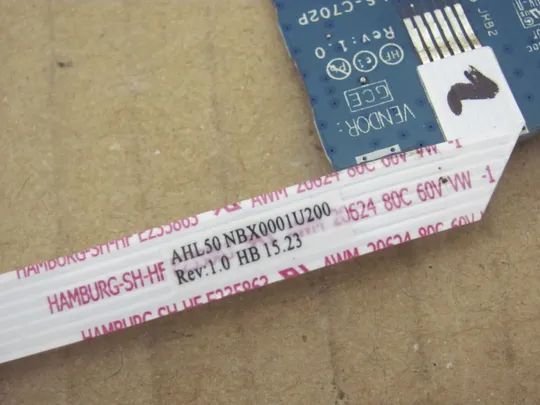 S-C702P
Rev:1.0
JHB2
HF
Pb
GCE
VENDOR:
HAMBURG-SH-HF E235863 AWM 20624 80C 60V VW -1
HAMBURG-SH-HF 20624 80C 60V VW -1
AHL50 NBX0001U200
Rev:1.0 HB 15.23
HAMBURG-SH-HF E235863 AWM 20624 80C 60V VW -1